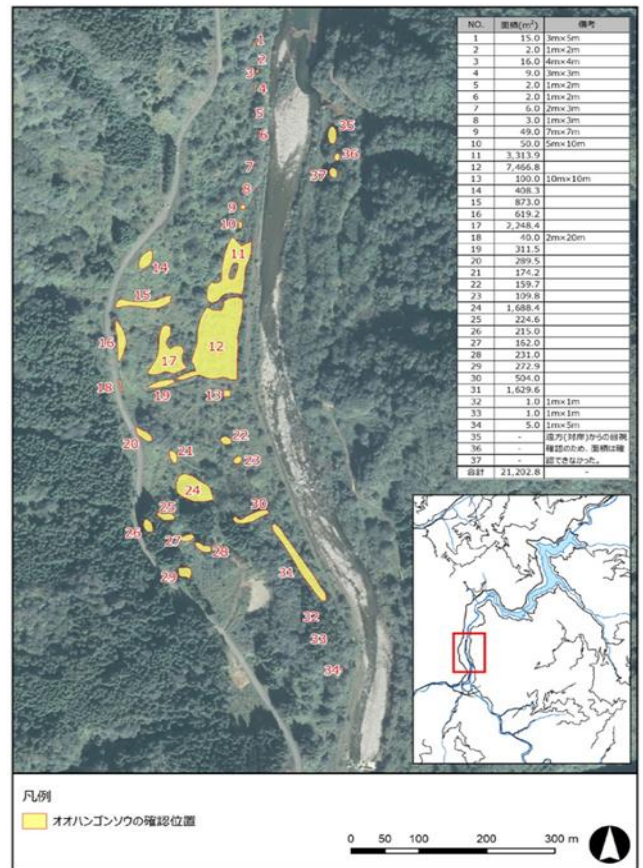 NO. 面積(m²) 備考
1 15.0 3m×5m
2 2.0 1m×2m
3 16.0 4m×4m
4 9.0 3m×3m
5 2.0 1m×2m
6 2.0 1m×2m
7 6.0 2m×3m
8 3.0 1m×3m
9 49.0 7m×7m
10 50.0 5m×10m
11 3,313.9
12 7,466.8
13 100.0 10m×10m
14 408.3
15 873.0
16 619.2
17 2,248.4
18 40.0 2m×20m
19 311.5
20 289.5
21 174.2
22 159.7
23 109.8
24 1,688.4
25 224.6
26 215.0
27 162.0
28 231.0
29 272.9
30 504.0
31 1,629.6
32 1.0 1m×1m
33 1.0 1m×1m
34 5.0 1m×5m
35 - 遠方(対岸)からの目視
36 - 確認のため、面積は確
37 - 認できなかった。
合計 21,202.8 -
1
2
3
4
5
6
35
36
37
7
8
9
10
11
14
15
12
16
17
18
19
13
20
22
21
23
24
25
30
26
27
28
31
29
32
33
34
凡例
オオハンゴンソウの確認位置
0 50 100 200 300 m